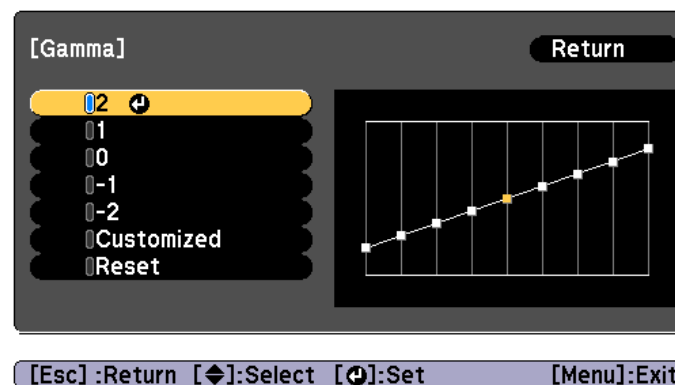 [Gamma]
Return
2
1
0
-1
-2
Customized
Reset
[Esc] :Return [◆]:Select [⏎]:Set [Menu]:Exit